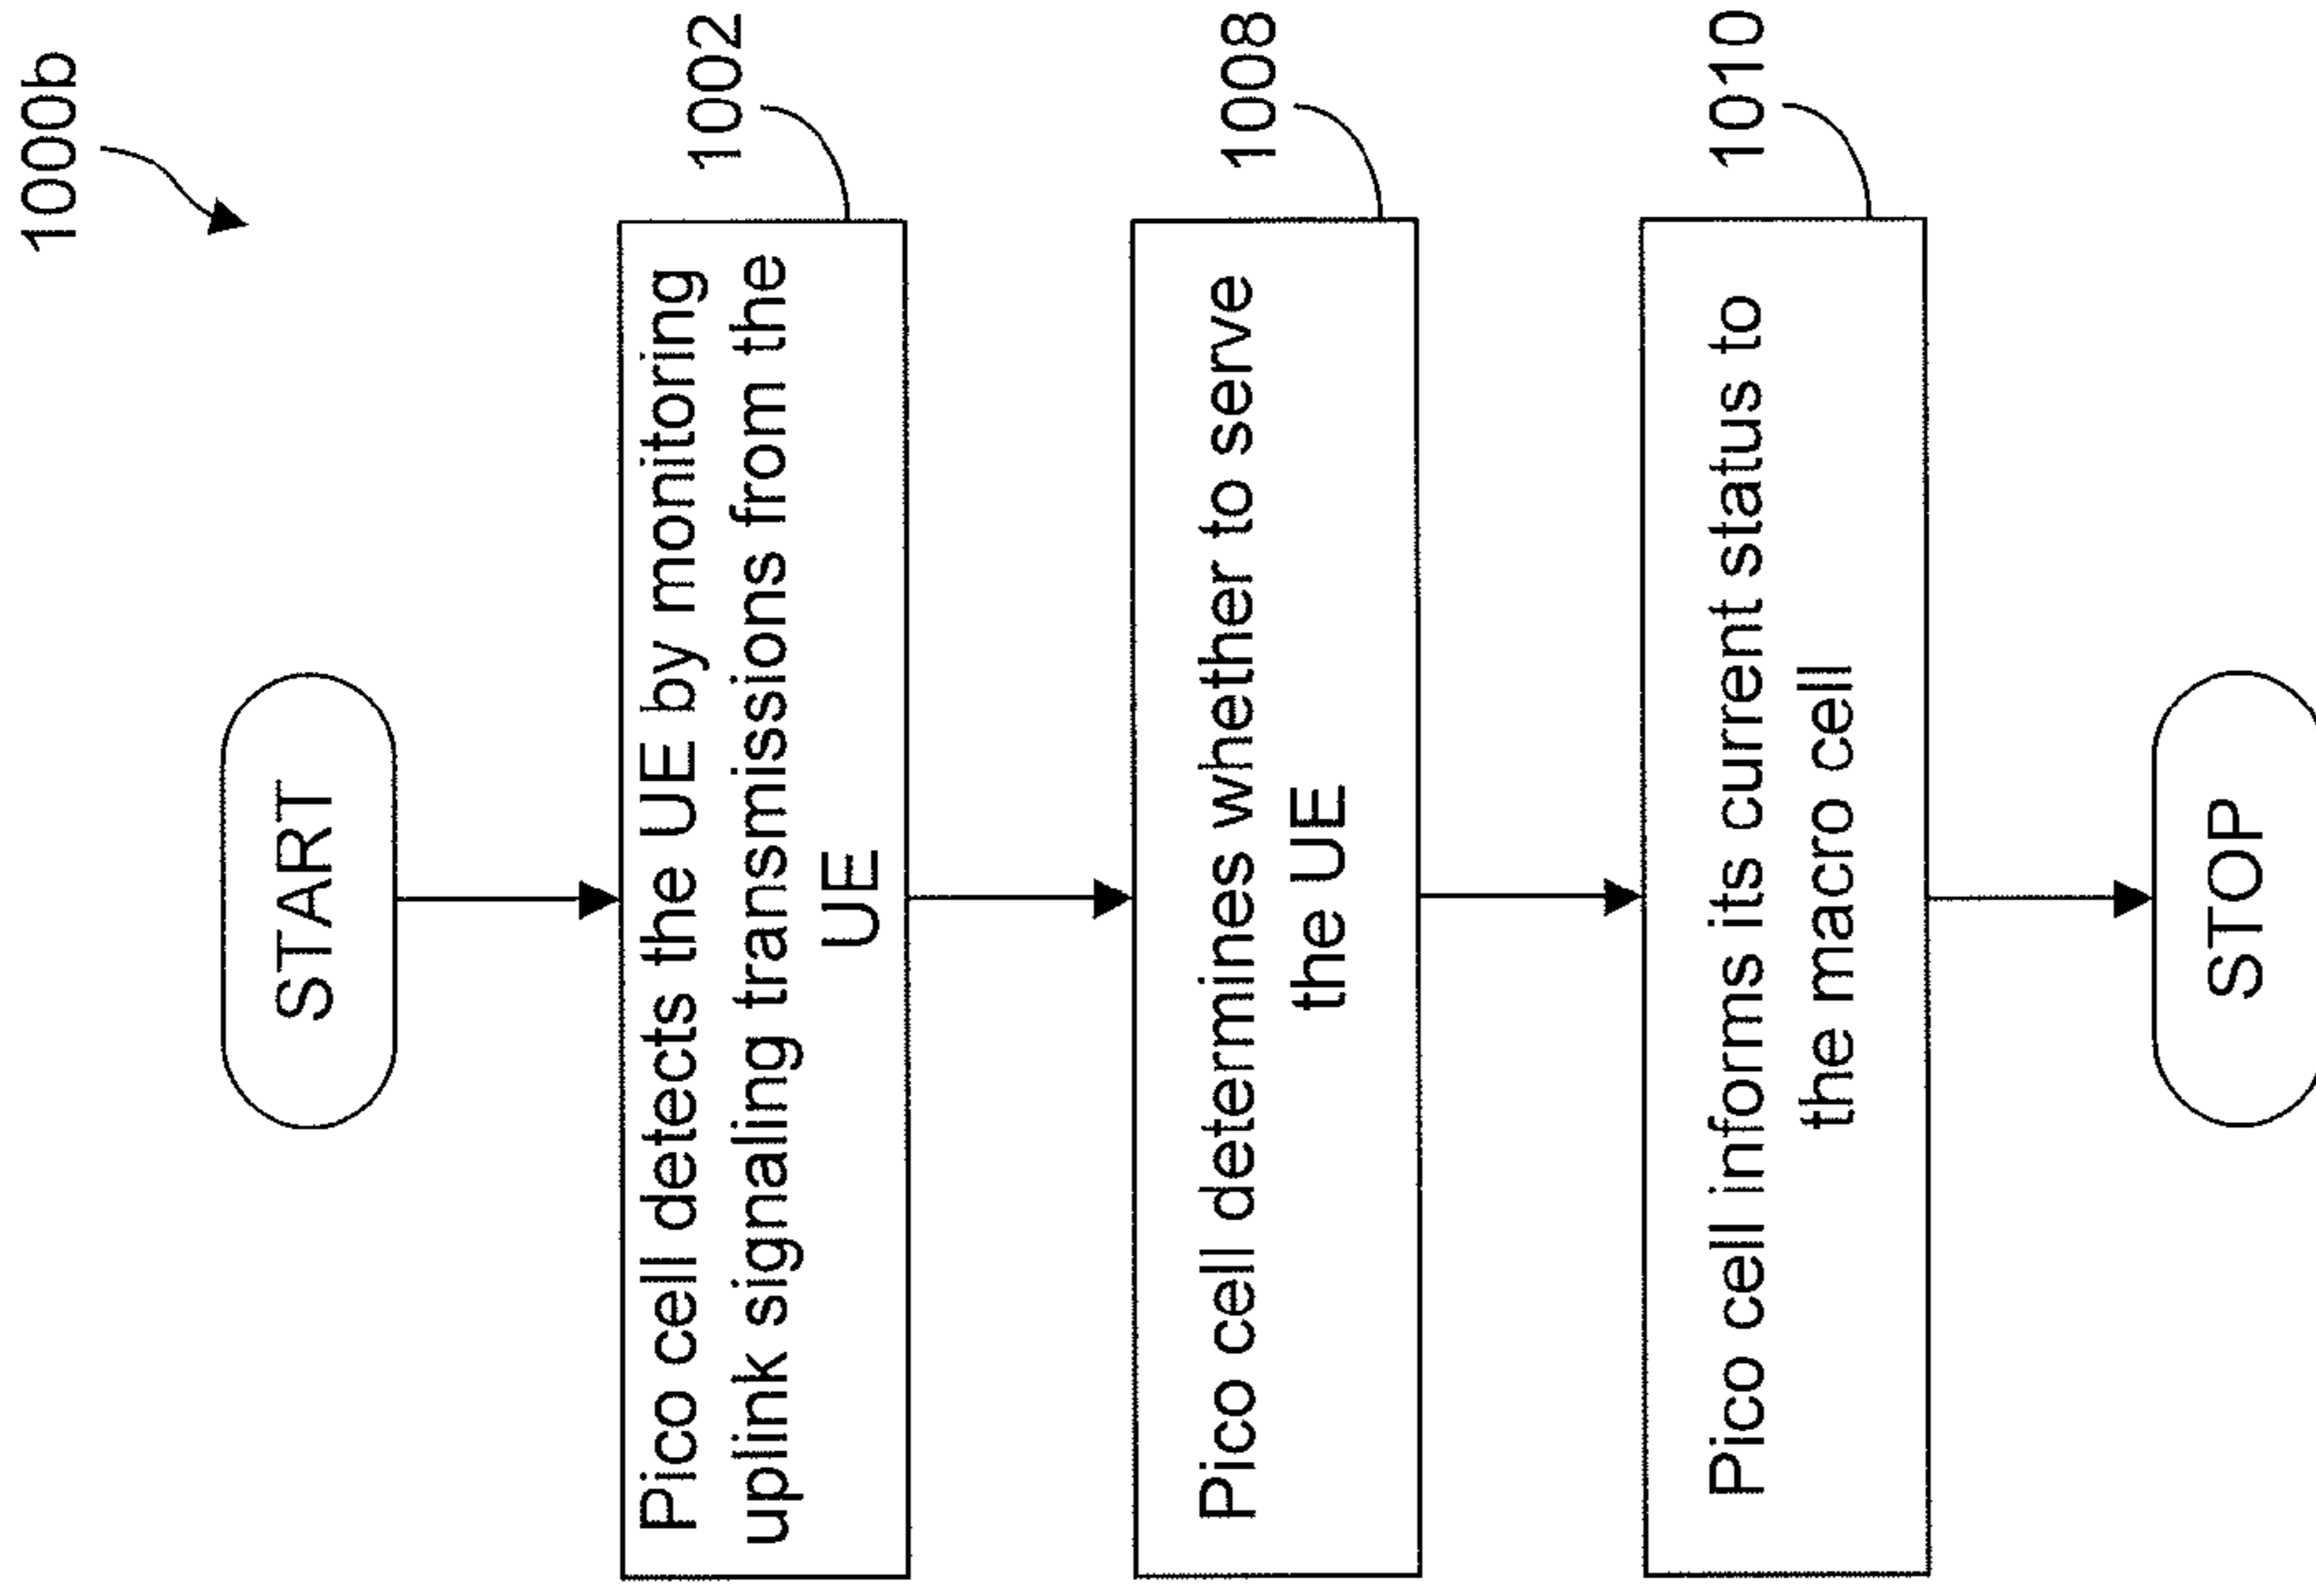 1000b
START
Pico cell detects the UE by monitoring
uplink signaling transmissions from the
UE
1002
Pico cell determines whether to serve
the UE
1008
Pico cell informs its current status to
the macro cell
1010
STOP